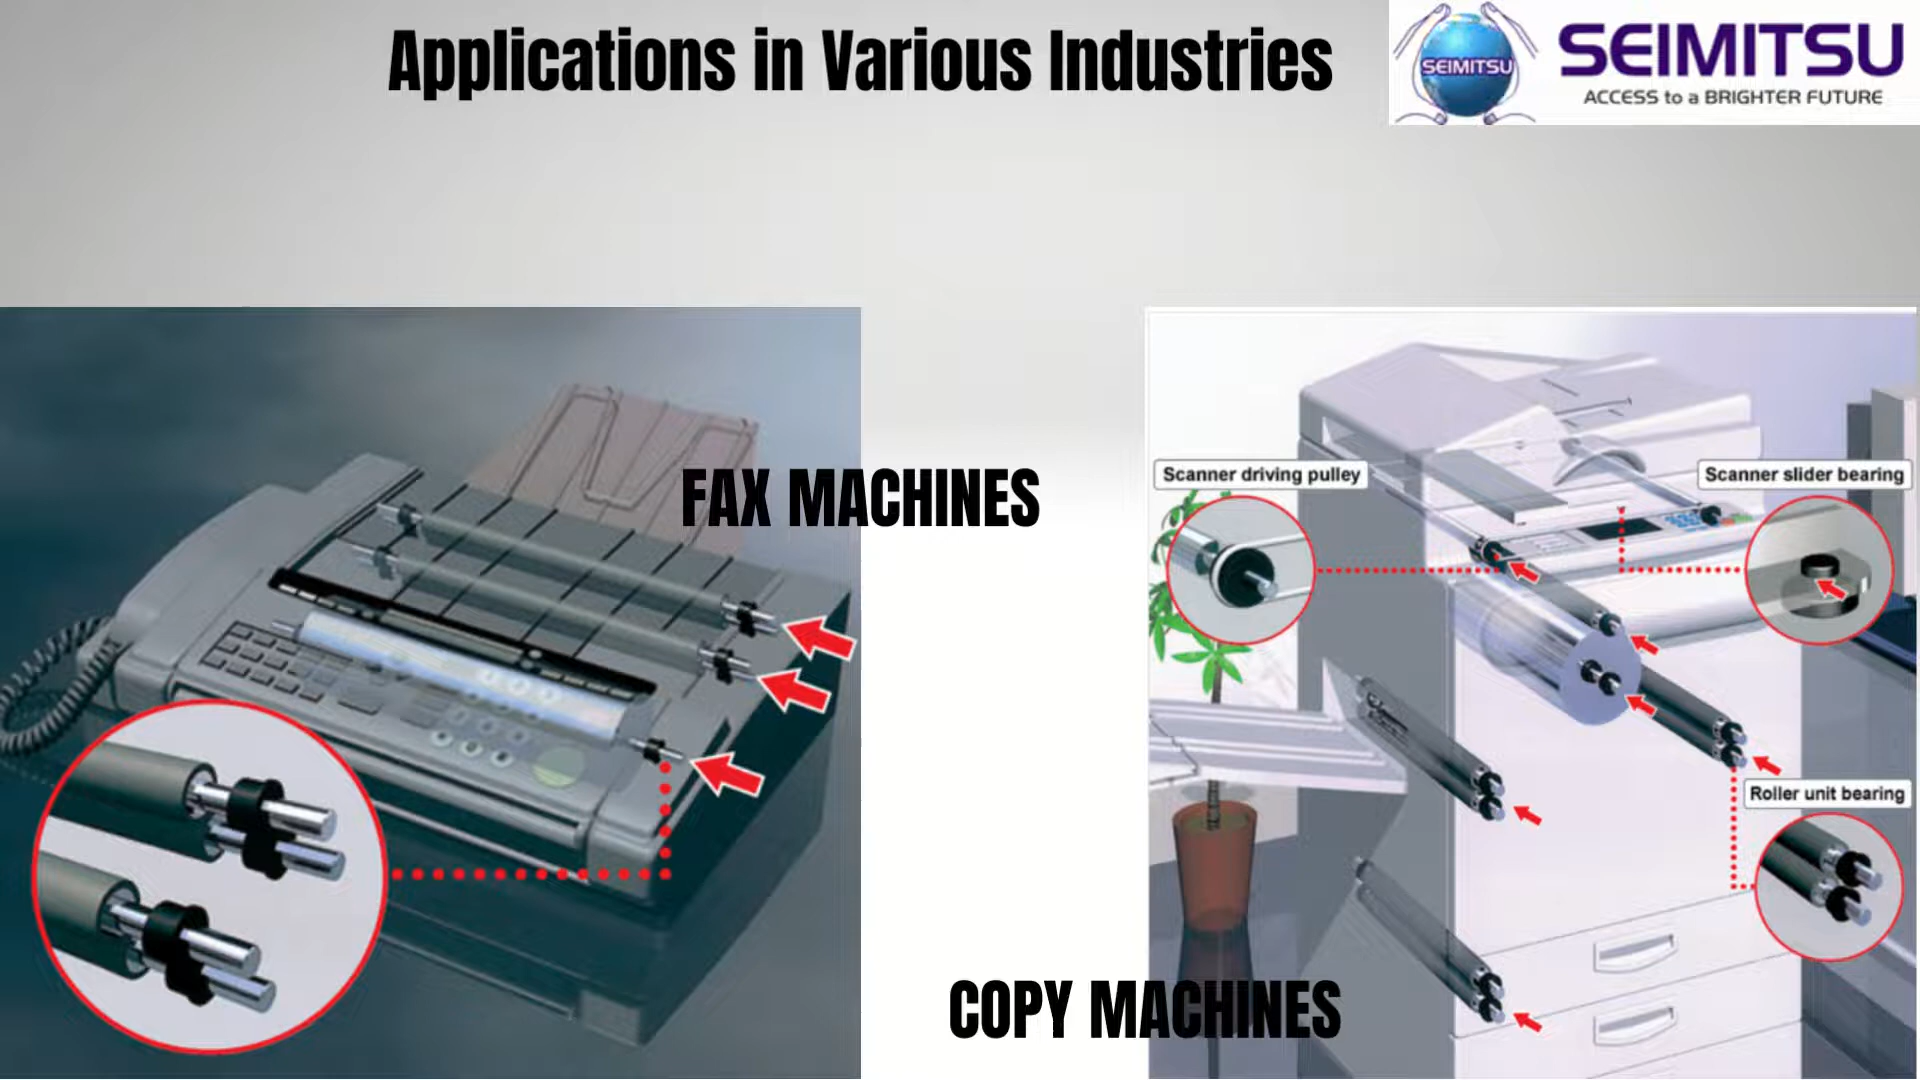 Applications in Various Industries
SEIMITSU
SEIMITSU
ACCESS to a BRIGHTER FUTURE
FAX MACHINES
Scanner driving pulley
Scanner slider bearing
Roller unit bearing
COPY MACHINES